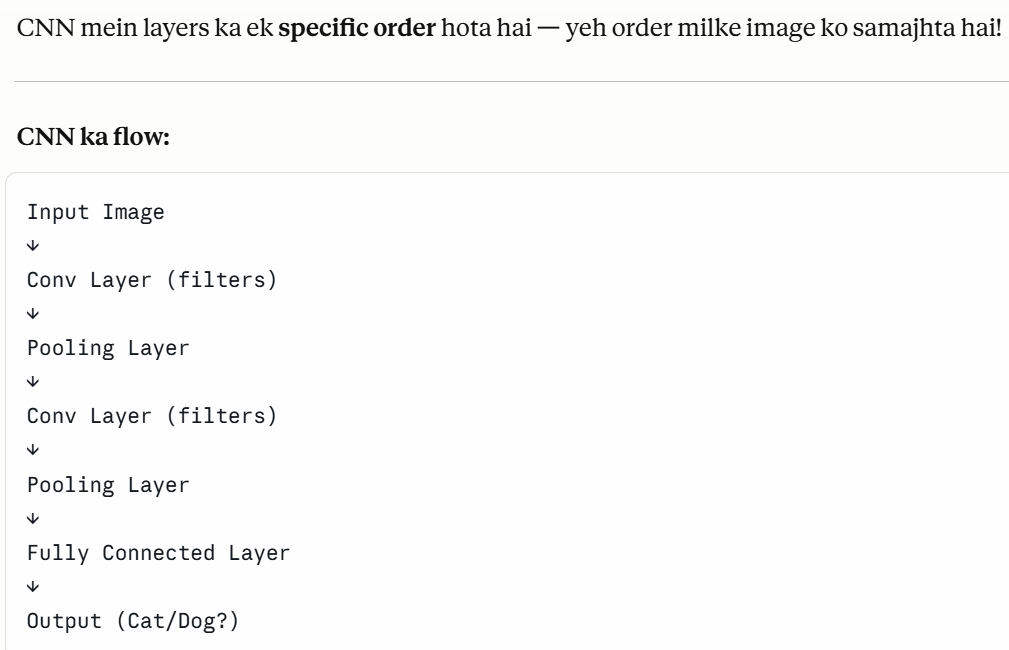 CNN mein layers ka ek specific order hota hai — yeh order milke image ko samajhta hai!
CNN ka flow:
Input Image
↓
Conv Layer (filters)
↓
Pooling Layer
↓
Conv Layer (filters)
↓
Pooling Layer
↓
Fully Connected Layer
↓
Output (Cat/Dog?)